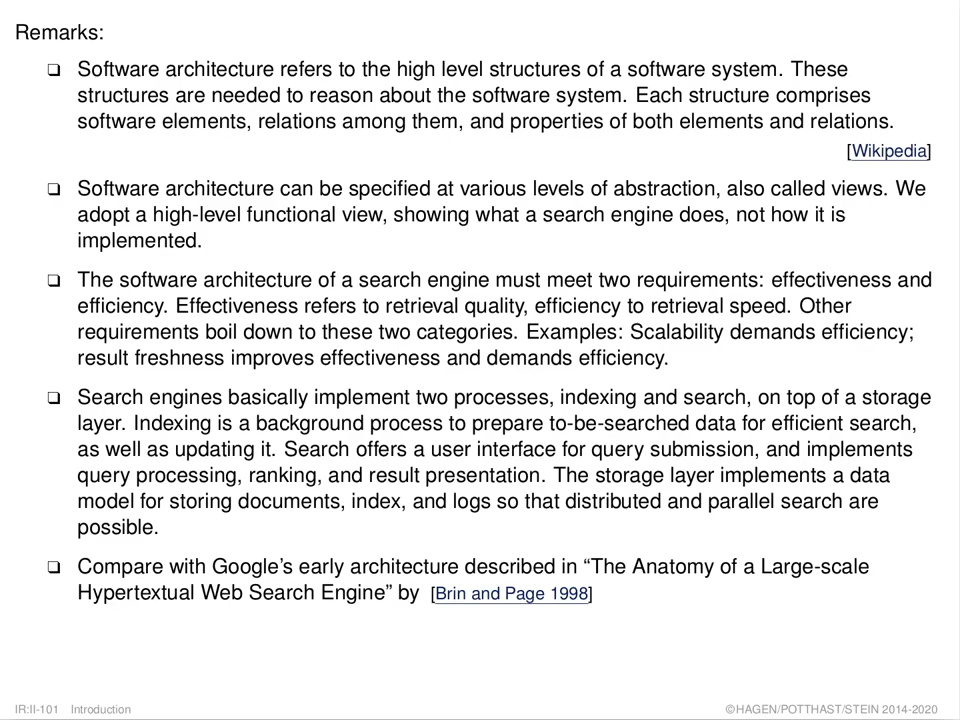 Remarks:
❑ Software architecture refers to the high level structures of a software system. These
structures are needed to reason about the software system. Each structure comprises
software elements, relations among them, and properties of both elements and relations.
[Wikipedia]
❑ Software architecture can be specified at various levels of abstraction, also called views. We
adopt a high-level functional view, showing what a search engine does, not how it is
implemented.
❑ The software architecture of a search engine must meet two requirements: effectiveness and
efficiency. Effectiveness refers to retrieval quality, efficiency to retrieval speed. Other
requirements boil down to these two categories. Examples: Scalability demands efficiency;
result freshness improves effectiveness and demands efficiency.
❑ Search engines basically implement two processes, indexing and search, on top of a storage
layer. Indexing is a background process to prepare to-be-searched data for efficient search,
as well as updating it. Search offers a user interface for query submission, and implements
query processing, ranking, and result presentation. The storage layer implements a data
model for storing documents, index, and logs so that distributed and parallel search are
possible.
❑ Compare with Google's early architecture described in “The Anatomy of a Large-scale
Hypertextual Web Search Engine” by [Brin and Page 1998]
IR:II-101 Introduction ©HAGEN/POTTHAST/STEIN 2014-2020